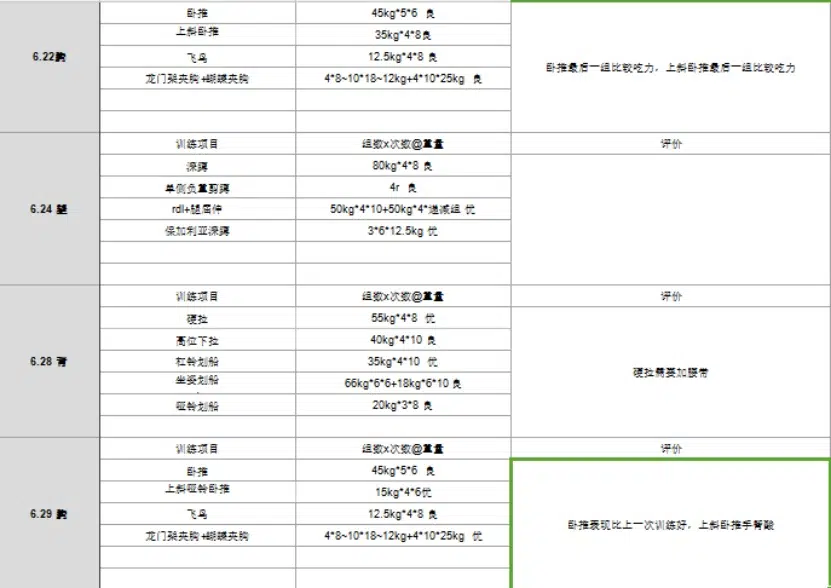 卧推 45kg*5*6 良
上斜卧推 35kg*4*8良
6.22胸
飞鸟 12.5kg*4*8 良
卧推最后一组比较吃力，上斜卧推最后一组比较吃力
龙门架夹胸+蝴蝶夹胸 4*8~10*18~12kg+4*10*25kg 良
训练项目 组数x次数@重量 评价
深蹲 80kg*4*8 良
单侧负重剪蹲 4r 良
6.24 腿
rdl+腿屈伸 50kg*4*10+50kg*4*递减组 优
保加利亚深蹲 3*6*12.5kg 优
训练项目 组数x次数@重量 评价
硬拉 55kg*4*8 优
高位下拉 40kg*4*10 良
6.28 背
杠铃划船 35kg*4*10 优
硬拉需要加腰带
坐姿划船 66kg*6*6+18kg*6*10 良
哑铃划船 20kg*3*8 良
训练项目 组数x次数@重量 评价
卧推 45kg*5*6 良
上斜哑铃卧推 15kg*4*6优
6.29 胸
飞鸟 12.5kg*4*8 良
卧推表现比上一次训练好，上斜卧推手臂酸
龙门架夹胸+蝴蝶夹胸 4*8~10*18~12kg+4*10*25kg 优